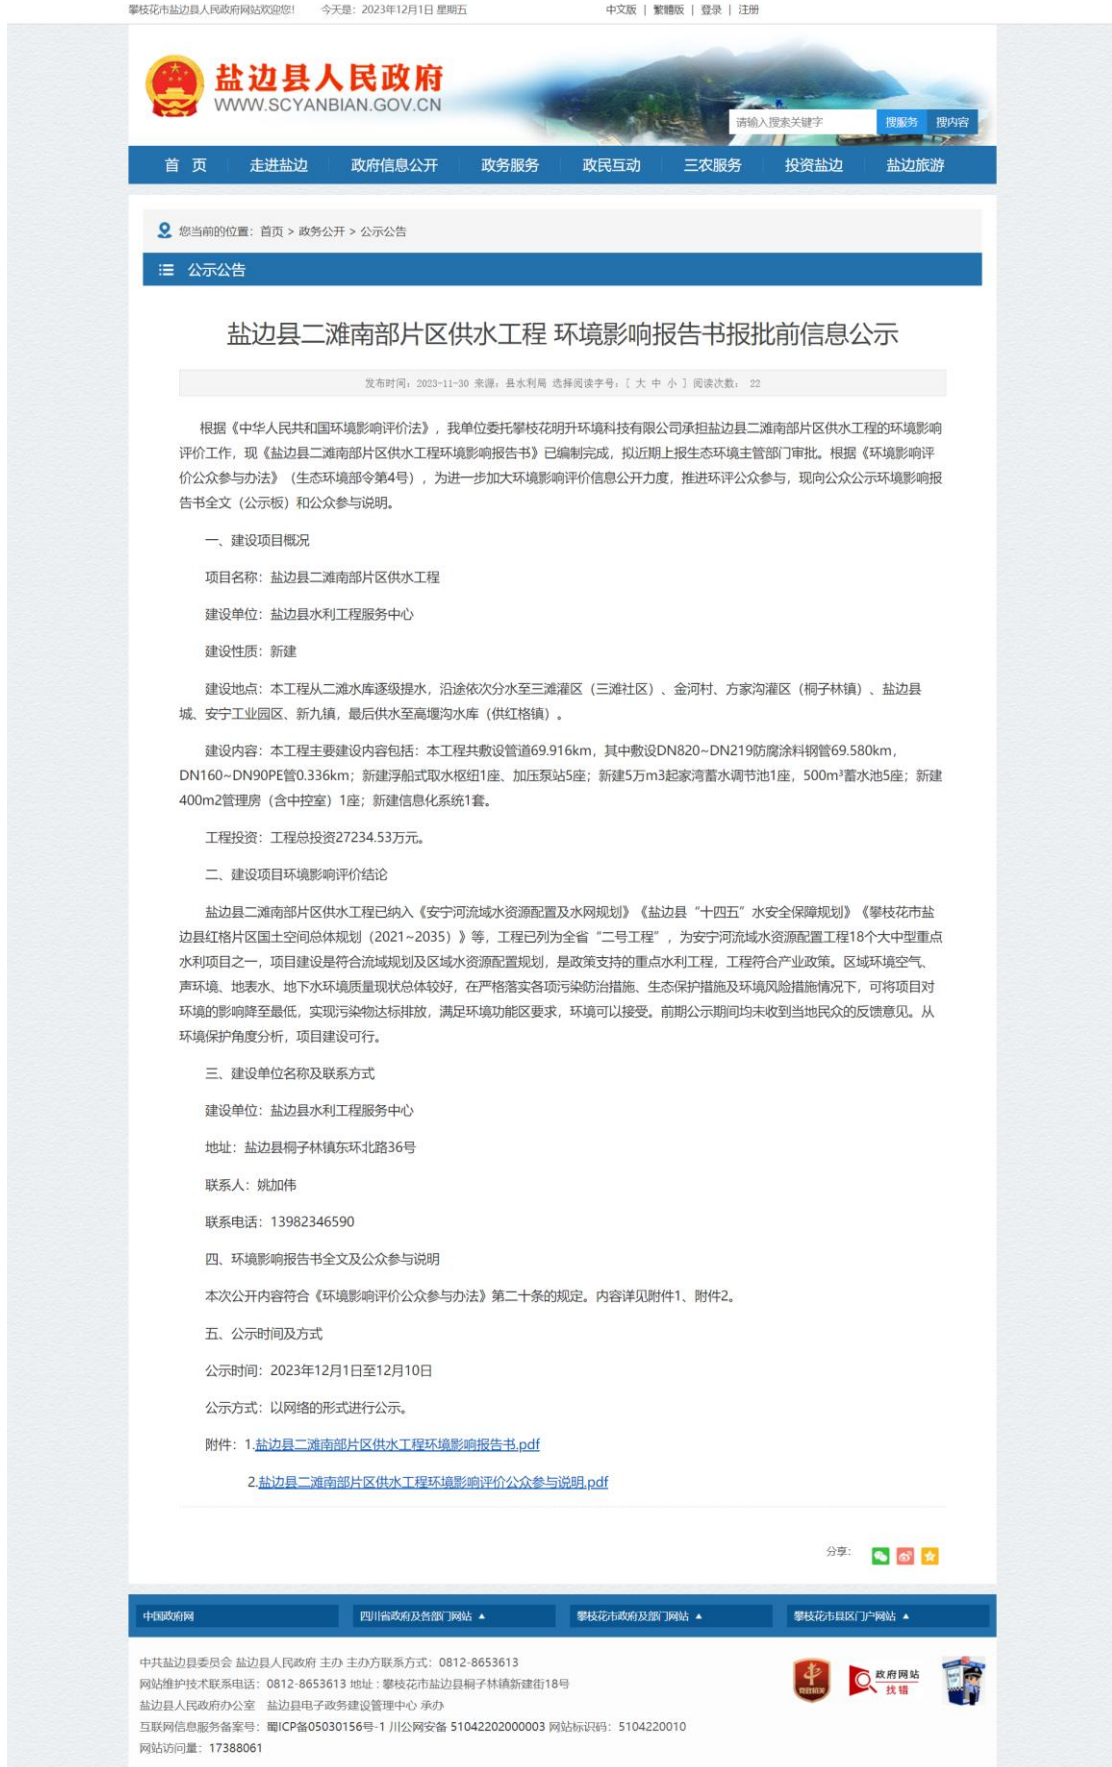 攀枝花市盐边县人民政府网站欢迎您!
今天是：2023年12月1日 星期五
中文版 | 繁體版 | 登录 | 注册
盐边县人民政府
WWW.SCYANBIAN.GOV.CN
请输入搜索关键字 搜服务 搜内容
首 页 走进盐边 政府信息公开 政务服务 政民互动 三农服务 投资盐边 盐边旅游
您当前的位置：首页 > 政务公开 > 公示公告
公示公告
盐边县二滩南部片区供水工程 环境影响报告书报批前信息公示
发布时间：2023-11-30 来源：县水利局 选择阅读字号：[ 大 中 小 ] 阅读次数： 22
根据《中华人民共和国环境影响评价法》，我单位委托攀枝花明升环境科技有限公司承担盐边县二滩南部片区供水工程的环境影响
评价工作，现《盐边县二滩南部片区供水工程环境影响报告书》已编制完成，拟近期上报生态环境主管部门审批。根据《环境影响评
价公众参与办法》（生态环境部令第4号），为进一步加大环境影响评价信息公开力度，推进环评公众参与，现向公众公示环境影响报
告书全文（公示板）和公众参与说明。
一、建设项目概况
项目名称：盐边县二滩南部片区供水工程
建设单位：盐边县水利工程服务中心
建设性质：新建
建设地点：本工程从二滩水库逐级提水，沿途依次分水至三滩灌区（三滩社区）、金河村、方家沟灌区（桐子林镇）、盐边县
城、安宁工业园区、新九镇，最后供水至高堰沟水库（供红格镇）。
建设内容：本工程主要建设内容包括：本工程共敷设管道69.916km，其中敷设DN820~DN219防腐涂料钢管69.580km，
DN160~DN90PE管0.336km；新建浮船式取水枢纽1座、加压泵站5座；新建5万m3起家湾蓄水调节池1座，500m³蓄水池5座；新建
400m2管理房（含中控室）1座；新建信息化系统1套。
工程投资：工程总投资27234.53万元。
二、建设项目环境影响评价结论
盐边县二滩南部片区供水工程已纳入《安宁河流域水资源配置及水网规划》《盐边县“十四五”水安全保障规划》《攀枝花市盐
边县红格片区国土空间总体规划（2021~2035）》等，工程已列为全省“二号工程”，为安宁河流域水资源配置工程18个大中型重点
水利项目之一，项目建设是符合流域规划及区域水资源配置规划，是政策支持的重点水利工程，工程符合产业政策。区域环境空气、
声环境、地表水、地下水环境质量现状总体较好，在严格落实各项污染防治措施、生态保护措施及环境风险措施情况下，可将项目对
环境的影响降至最低，实现污染物达标排放，满足环境功能区要求，环境可以接受。前期公示期间均未收到当地民众的反馈意见。从
环境保护角度分析，项目建设可行。
三、建设单位名称及联系方式
建设单位：盐边县水利工程服务中心
地址：盐边县桐子林镇东环北路36号
联系人：姚加伟
联系电话：13982346590
四、环境影响报告书全文及公众参与说明
本次公开内容符合《环境影响评价公众参与办法》第二十条的规定。内容详见附件1、附件2。
五、公示时间及方式
公示时间：2023年12月1日至12月10日
公示方式：以网络的形式进行公示。
附件：1.盐边县二滩南部片区供水工程环境影响报告书.pdf
2.盐边县二滩南部片区供水工程环境影响评价公众参与说明.pdf
分享：
中国政府网 四川省政府及各部门网站 ▲ 攀枝花市政府及部门网站 ▲ 攀枝花市县区门户网站 ▲
中共盐边县委员会 盐边县人民政府 主办 主办方联系方式：0812-8653613
网站维护技术联系电话：0812-8653613 地址：攀枝花市盐边县桐子林镇新建街18号
盐边县人民政府办公室 盐边县电子政务建设管理中心 承办
互联网信息服务备案号：蜀ICP备05030156号-1 川公网安备 51042202000003 网站标识码：5104220010
网站访问量：17388061
党政机关
政府网站
找错